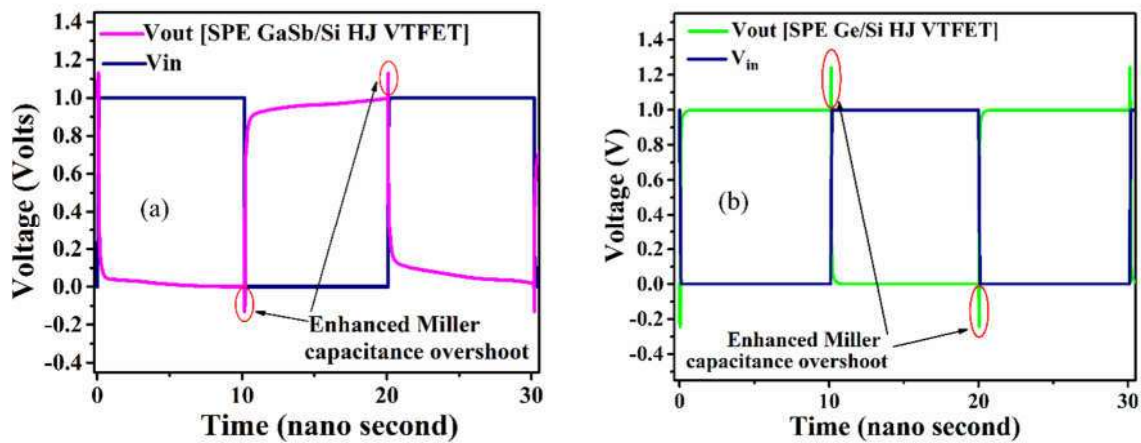 1.4
1.2
1.0
0.8
0.6
0.4
0.2
0.0
-0.2
-0.4
Voltage (Volts)
Vout [SPE GaSb/Si HJ VTFET]
Vin
(a)
Enhanced Miller
capacitance overshoot
0
10
20
30
Time (nano second)
1.4
1.2
1.0
0.8
0.6
0.4
0.2
0.0
-0.2
-0.4
Voltage (V)
Vout [SPE Ge/Si HJ VTFET]
Vin
(b)
Enhanced Miller
capacitance overshoot
0
10
20
30
Time (nano second)